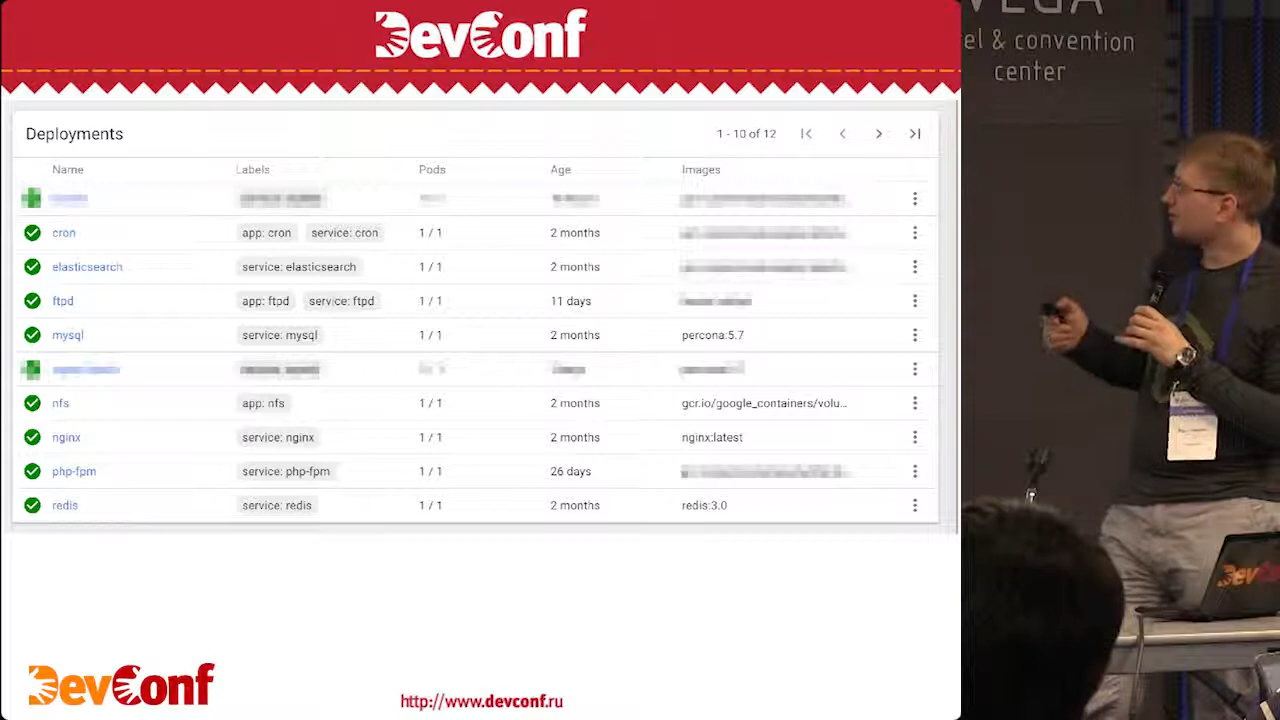 DevConf
el & convention
center
Deployments
1 - 10 of 12
Name Labels Pods Age Images
cron app: cron service: cron 1 / 1 2 months
elasticsearch service: elasticsearch 1 / 1 2 months
ftpd app: ftpd service: ftpd 1 / 1 11 days
mysql service: mysql 1 / 1 2 months percona:5.7
nfs app: nfs 1 / 1 2 months gcr.io/google_containers/volu...
nginx service: nginx 1 / 1 2 months nginx:latest
php-fpm service: php-fpm 1 / 1 26 days
redis service: redis 1 / 1 2 months redis:3.0
DevConf
http://www.devconf.ru